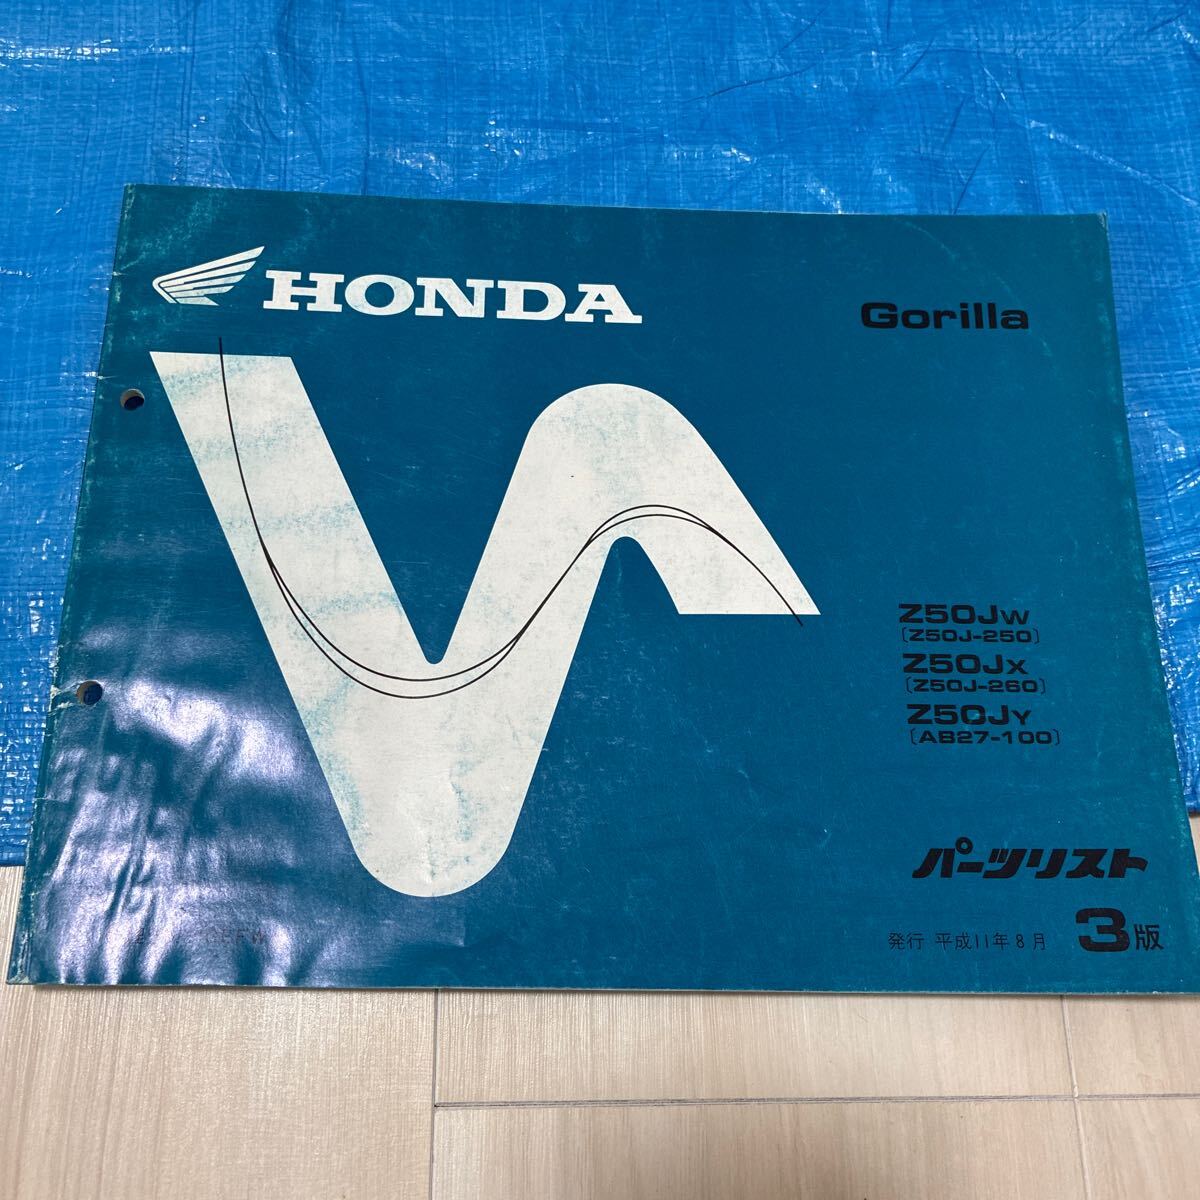 HONDA
Gorilla
Z50JW
[Z50J-250]
Z50JX
[Z50J-260]
Z50JY
[AB27-100]
パーツリスト
発行 平成11年8月 3版